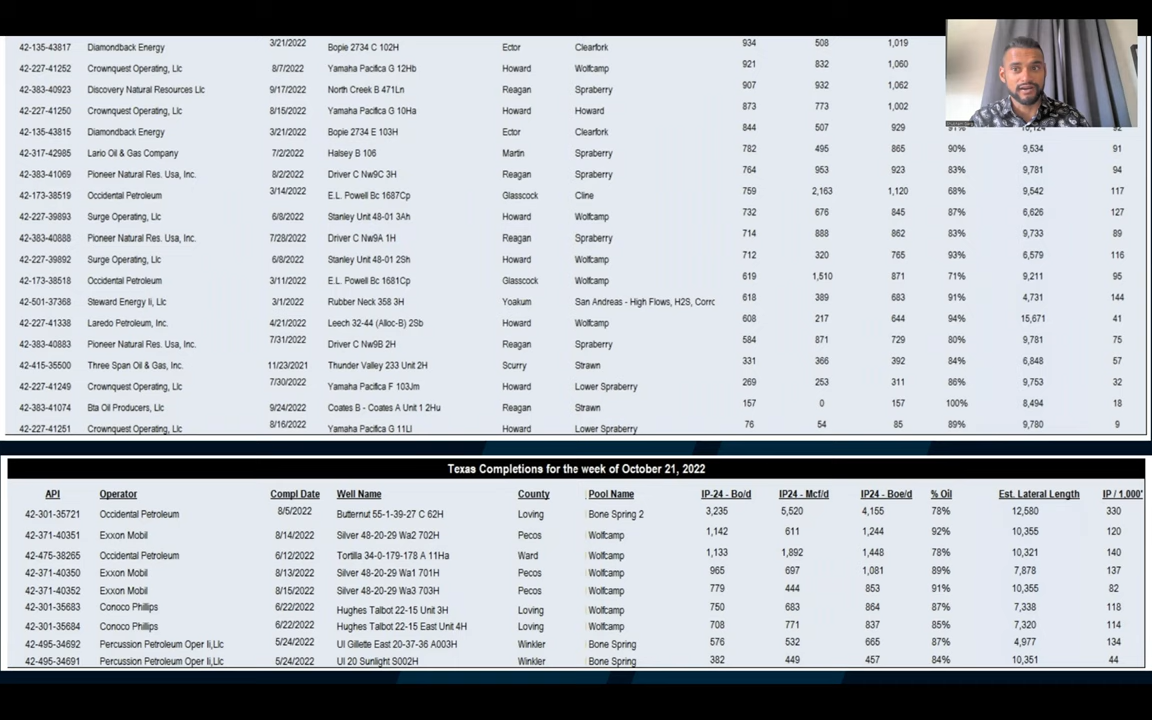 42-135-43817 Diamondback Energy 3/21/2022 Bopie 2734 C 102H Ector Clearfork 934 508 1,019
42-227-41252 Crownquest Operating, Llc 8/7/2022 Yamaha Pacifica G 12Hb Howard Wolfcamp 921 832 1,060
42-383-40923 Discovery Natural Resources Llc 9/17/2022 North Creek B 471Ln Reagan Spraberry 907 932 1,062
42-227-41250 Crownquest Operating, Llc 8/15/2022 Yamaha Pacifica G 10Ha Howard Howard 873 773 1,002
42-135-43815 Diamondback Energy 3/21/2022 Bopie 2734 E 103H Ector Clearfork 844 507 929 91% 10,124 92
42-317-42985 Lario Oil & Gas Company 7/2/2022 Halsey B 106 Martin Spraberry 782 495 865 90% 9,534 91
42-383-41069 Pioneer Natural Res. Usa, Inc. 8/2/2022 Driver C Nw9C 3H Reagan Spraberry 764 953 923 83% 9,781 94
42-173-38519 Occidental Petroleum 3/14/2022 E.L. Powell Bc 1687Cp Glasscock Cline 759 2,163 1,120 68% 9,542 117
42-227-39893 Surge Operating, Llc 6/8/2022 Stanley Unit 48-01 3Ah Howard Wolfcamp 732 676 845 87% 6,626 127
42-383-40888 Pioneer Natural Res. Usa, Inc. 7/28/2022 Driver C Nw9A 1H Reagan Spraberry 714 888 862 83% 9,733 89
42-227-39892 Surge Operating, Llc 6/8/2022 Stanley Unit 48-01 2Sh Howard Wolfcamp 712 320 765 93% 6,579 116
42-173-38518 Occidental Petroleum 3/11/2022 E.L. Powell Bc 1681Cp Glasscock Wolfcamp 619 1,510 871 71% 9,211 95
42-501-37368 Steward Energy Ii, Llc 3/1/2022 Rubber Neck 358 3H Yoakum San Andreas - High Flows, H2S, Corro 618 389 683 91% 4,731 144
42-227-41338 Laredo Petroleum, Inc. 4/21/2022 Leech 32-44 (Alloc-B) 2Sb Howard Wolfcamp 608 217 644 94% 15,671 41
42-383-40883 Pioneer Natural Res. Usa, Inc. 7/31/2022 Driver C Nw9B 2H Reagan Spraberry 584 871 729 80% 9,781 75
42-415-35500 Three Span Oil & Gas, Inc. 11/23/2021 Thunder Valley 233 Unit 2H Scurry Strawn 331 366 392 84% 6,848 57
42-227-41249 Crownquest Operating, Llc 7/30/2022 Yamaha Pacifica F 103Jm Howard Lower Spraberry 269 253 311 86% 9,753 32
42-383-41074 Bta Oil Producers, Llc 9/24/2022 Coates B - Coates A Unit 1 2Hu Reagan Strawn 157 0 157 100% 8,494 18
42-227-41251 Crownquest Operating, Llc 8/16/2022 Yamaha Pacifica G 11Ll Howard Lower Spraberry 76 54 85 89% 9,780 9
Texas Completions for the week of October 21, 2022
API Operator Compl Date Well Name County Pool Name IP-24 - Bo/d IP24 - Mcf/d IP24 - Boe/d % Oil Est. Lateral Length IP / 1,000'
42-301-35721 Occidental Petroleum 8/5/2022 Butternut 55-1-39-27 C 62H Loving Bone Spring 2 3,235 5,520 4,155 78% 12,580 330
42-371-40351 Exxon Mobil 8/14/2022 Silver 48-20-29 Wa2 702H Pecos Wolfcamp 1,142 611 1,244 92% 10,355 120
42-475-38265 Occidental Petroleum 6/12/2022 Tortilla 34-0-179-178 A 11Ha Ward Wolfcamp 1,133 1,892 1,448 78% 10,321 140
42-371-40350 Exxon Mobil 8/13/2022 Silver 48-20-29 Wa1 701H Pecos Wolfcamp 965 697 1,081 89% 7,878 137
42-371-40352 Exxon Mobil 8/15/2022 Silver 48-20-29 Wa3 703H Pecos Wolfcamp 779 444 853 91% 10,355 82
42-301-35683 Conoco Phillips 6/22/2022 Hughes Talbot 22-15 Unit 3H Loving Wolfcamp 750 683 864 87% 7,338 118
42-301-35684 Conoco Phillips 6/22/2022 Hughes Talbot 22-15 East Unit 4H Loving Wolfcamp 708 771 837 85% 7,320 114
42-495-34692 Percussion Petroleum Oper Ii,Llc 5/24/2022 Ul Gillette East 20-37-36 A003H Winkler Bone Spring 576 532 665 87% 4,977 134
42-495-34691 Percussion Petroleum Oper Ii,Llc 5/24/2022 Ul 20 Sunlight S002H Winkler Bone Spring 382 449 457 84% 10,351 44